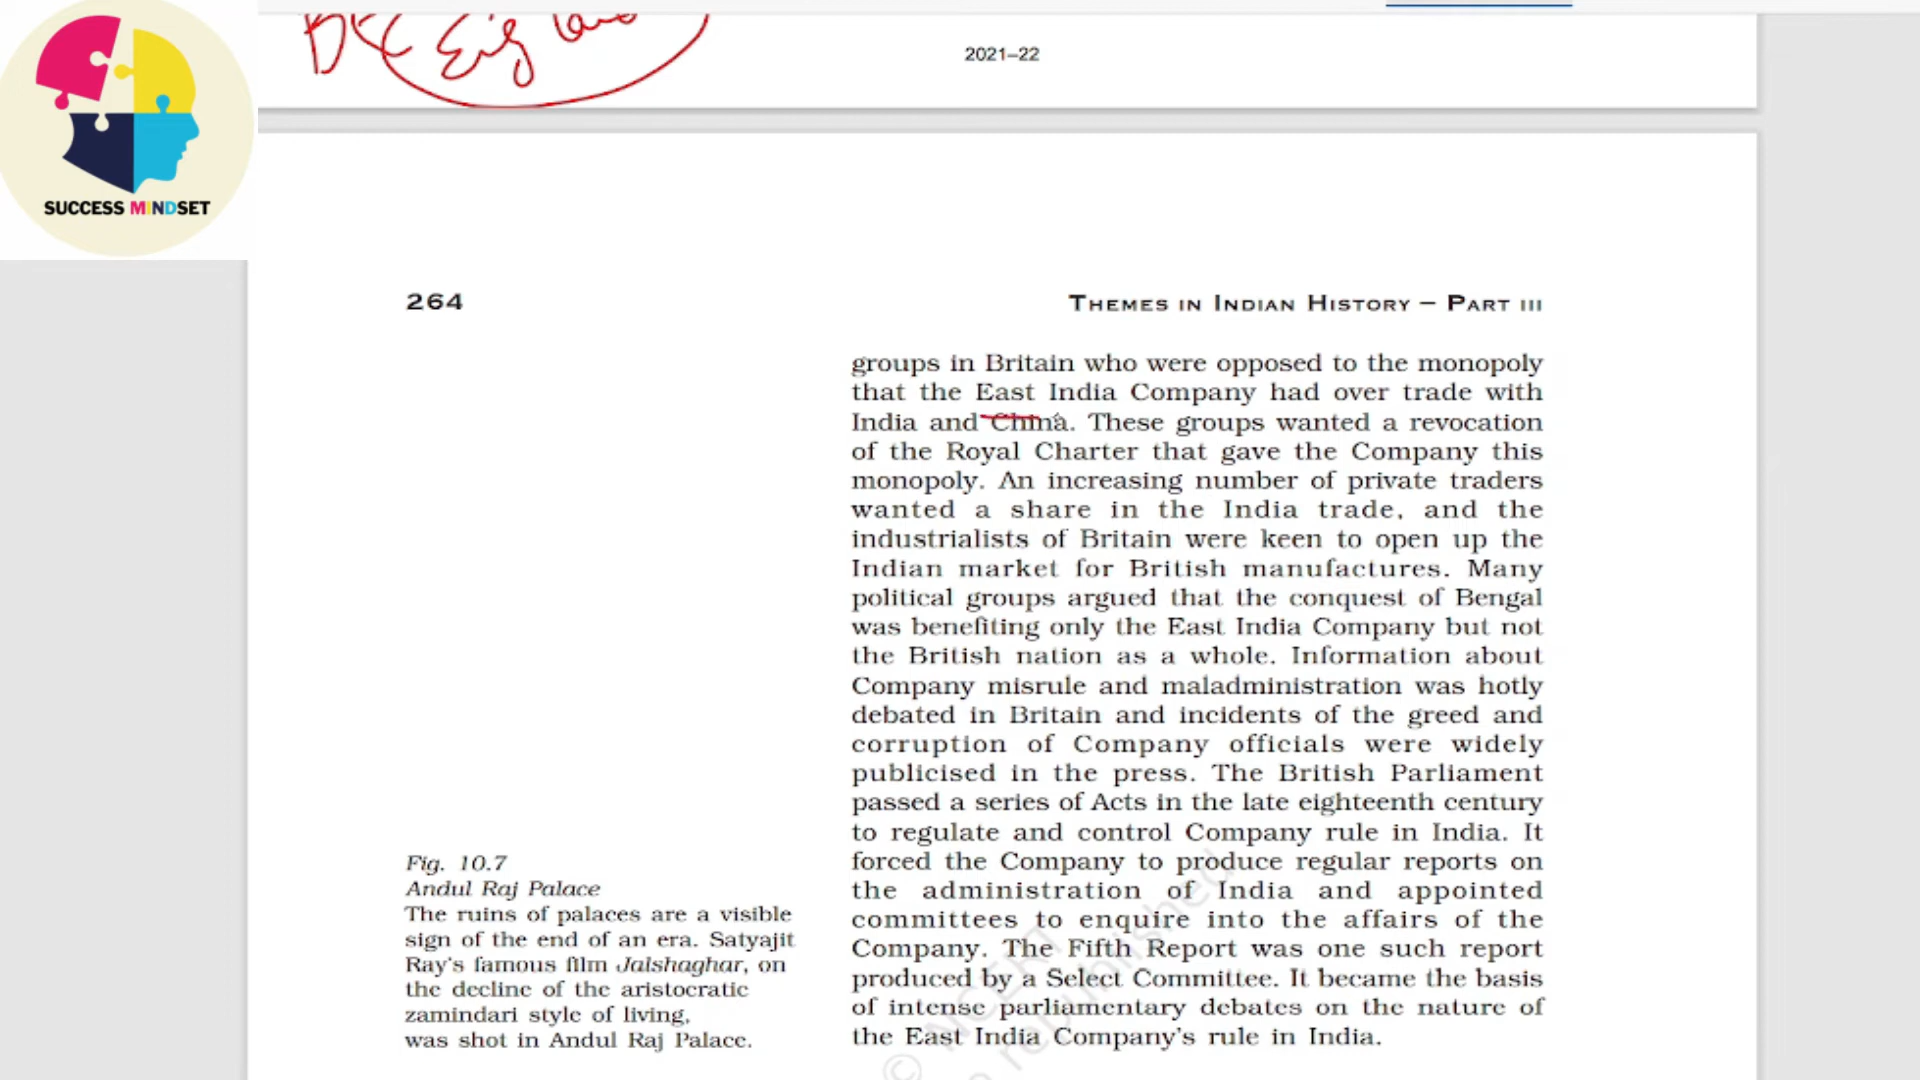 England
2021–22
SUCCESS MINDSET
264
THEMES IN INDIAN HISTORY – PART III
groups in Britain who were opposed to the monopoly
that the East India Company had over trade with
India and China. These groups wanted a revocation
of the Royal Charter that gave the Company this
monopoly. An increasing number of private traders
wanted a share in the India trade, and the
industrialists of Britain were keen to open up the
Indian market for British manufactures. Many
political groups argued that the conquest of Bengal
was benefiting only the East India Company but not
the British nation as a whole. Information about
Company misrule and maladministration was hotly
debated in Britain and incidents of the greed and
corruption of Company officials were widely
publicised in the press. The British Parliament
passed a series of Acts in the late eighteenth century
to regulate and control Company rule in India. It
forced the Company to produce regular reports on
the administration of India and appointed
committees to enquire into the affairs of the
Company. The Fifth Report was one such report
produced by a Select Committee. It became the basis
of intense parliamentary debates on the nature of
the East India Company's rule in India.
Fig. 10.7
Andul Raj Palace
The ruins of palaces are a visible
sign of the end of an era. Satyajit
Ray's famous film Jalshaghar, on
the decline of the aristocratic
zamindari style of living,
was shot in Andul Raj Palace.
© NCERT
republished